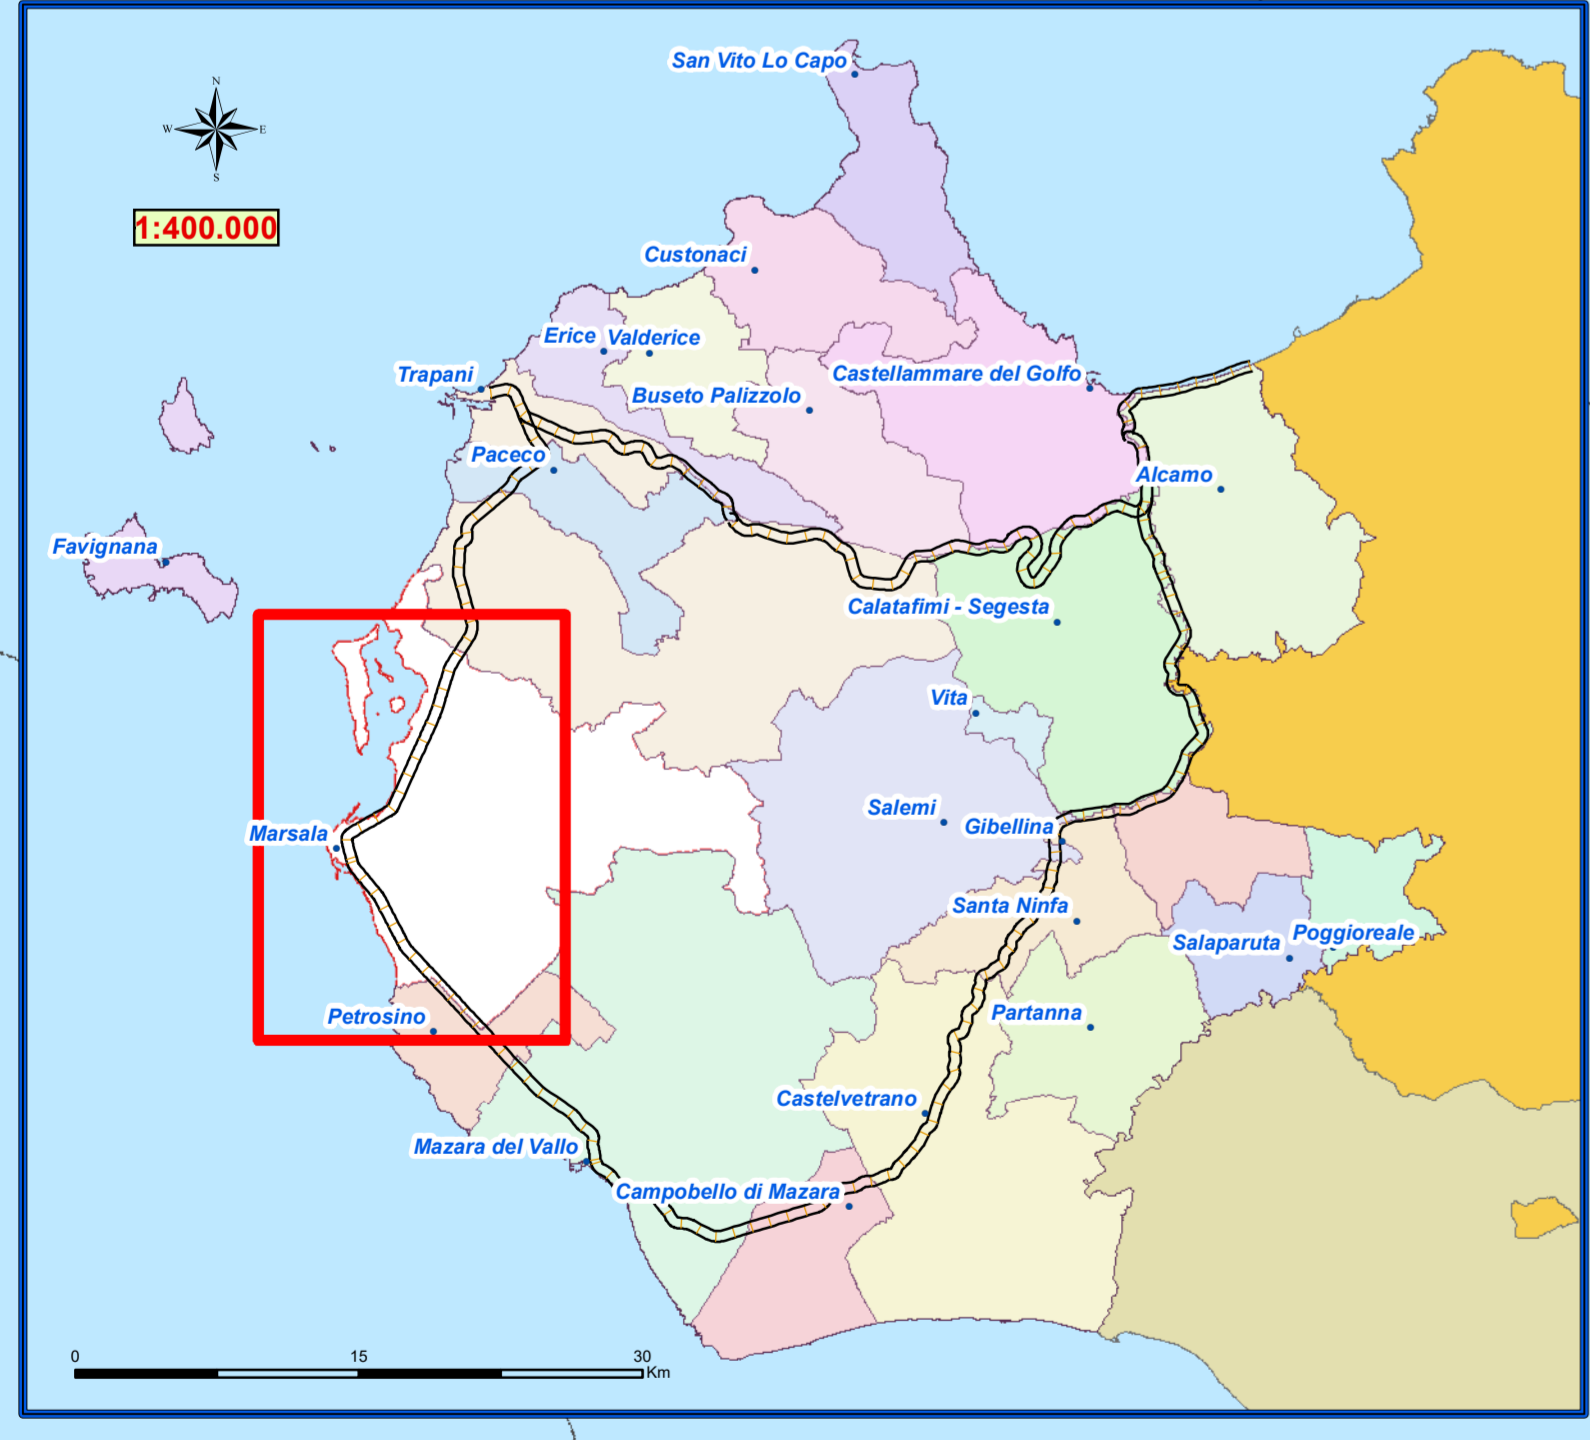 San Vito Lo Capo
N
W
E
S
1:400.000
Custonaci
Erice
Valderice
Trapani
Castellammare del Golfo
Buseto Palizzolo
Paceco
Alcamo
Favignana
Calatafimi - Segesta
Vita
Salemi
Gibellina
Marsala
Santa Ninfa
Poggioreale
Salaparuta
Petrosino
Partanna
Castelvetrano
Mazara del Vallo
Campobello di Mazara
0
15
30
Km